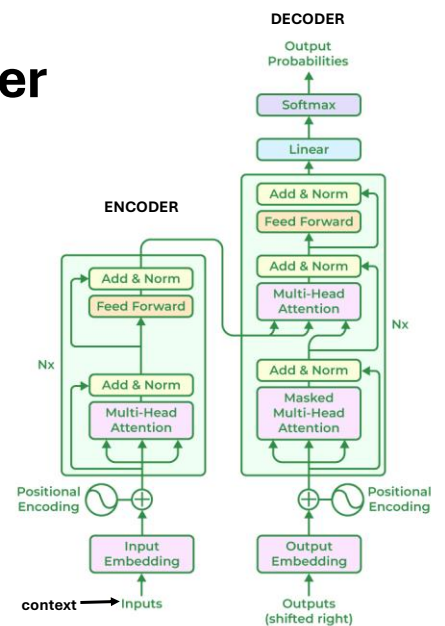 er
DECODER
Output
Probabilities
Softmax
Linear
Add & Norm
Feed Forward
Add & Norm
Multi-Head
Attention
Nx
Add & Norm
Masked
Multi-Head
Attention
Positional
Encoding
Output
Embedding
Outputs
(shifted right)
ENCODER
Add & Norm
Feed Forward
Nx
Add & Norm
Multi-Head
Attention
Positional
Encoding
Input
Embedding
context
Inputs